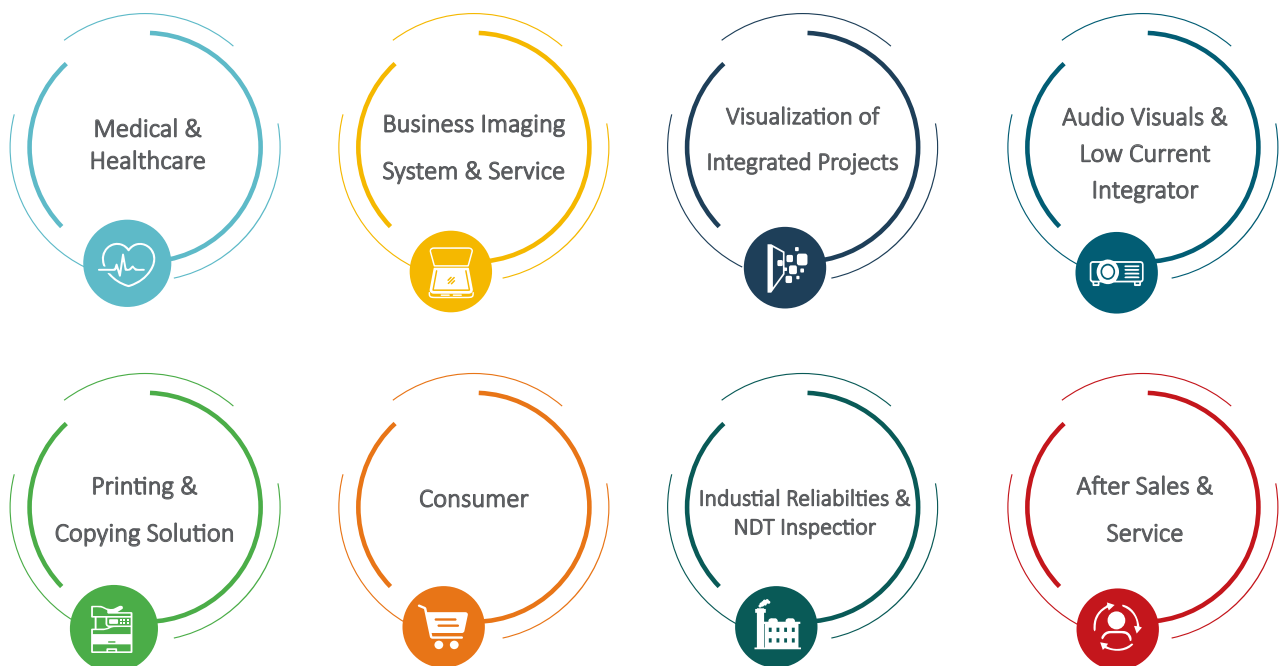 Medical &
Healthcare
Business Imaging
System & Service
Visualization of
Integrated Projects
Audio Visuals &
Low Current
Integrator
Printing &
Copying Solution
Consumer
Industial Reliabilties &
NDT Inspectior
After Sales &
Service